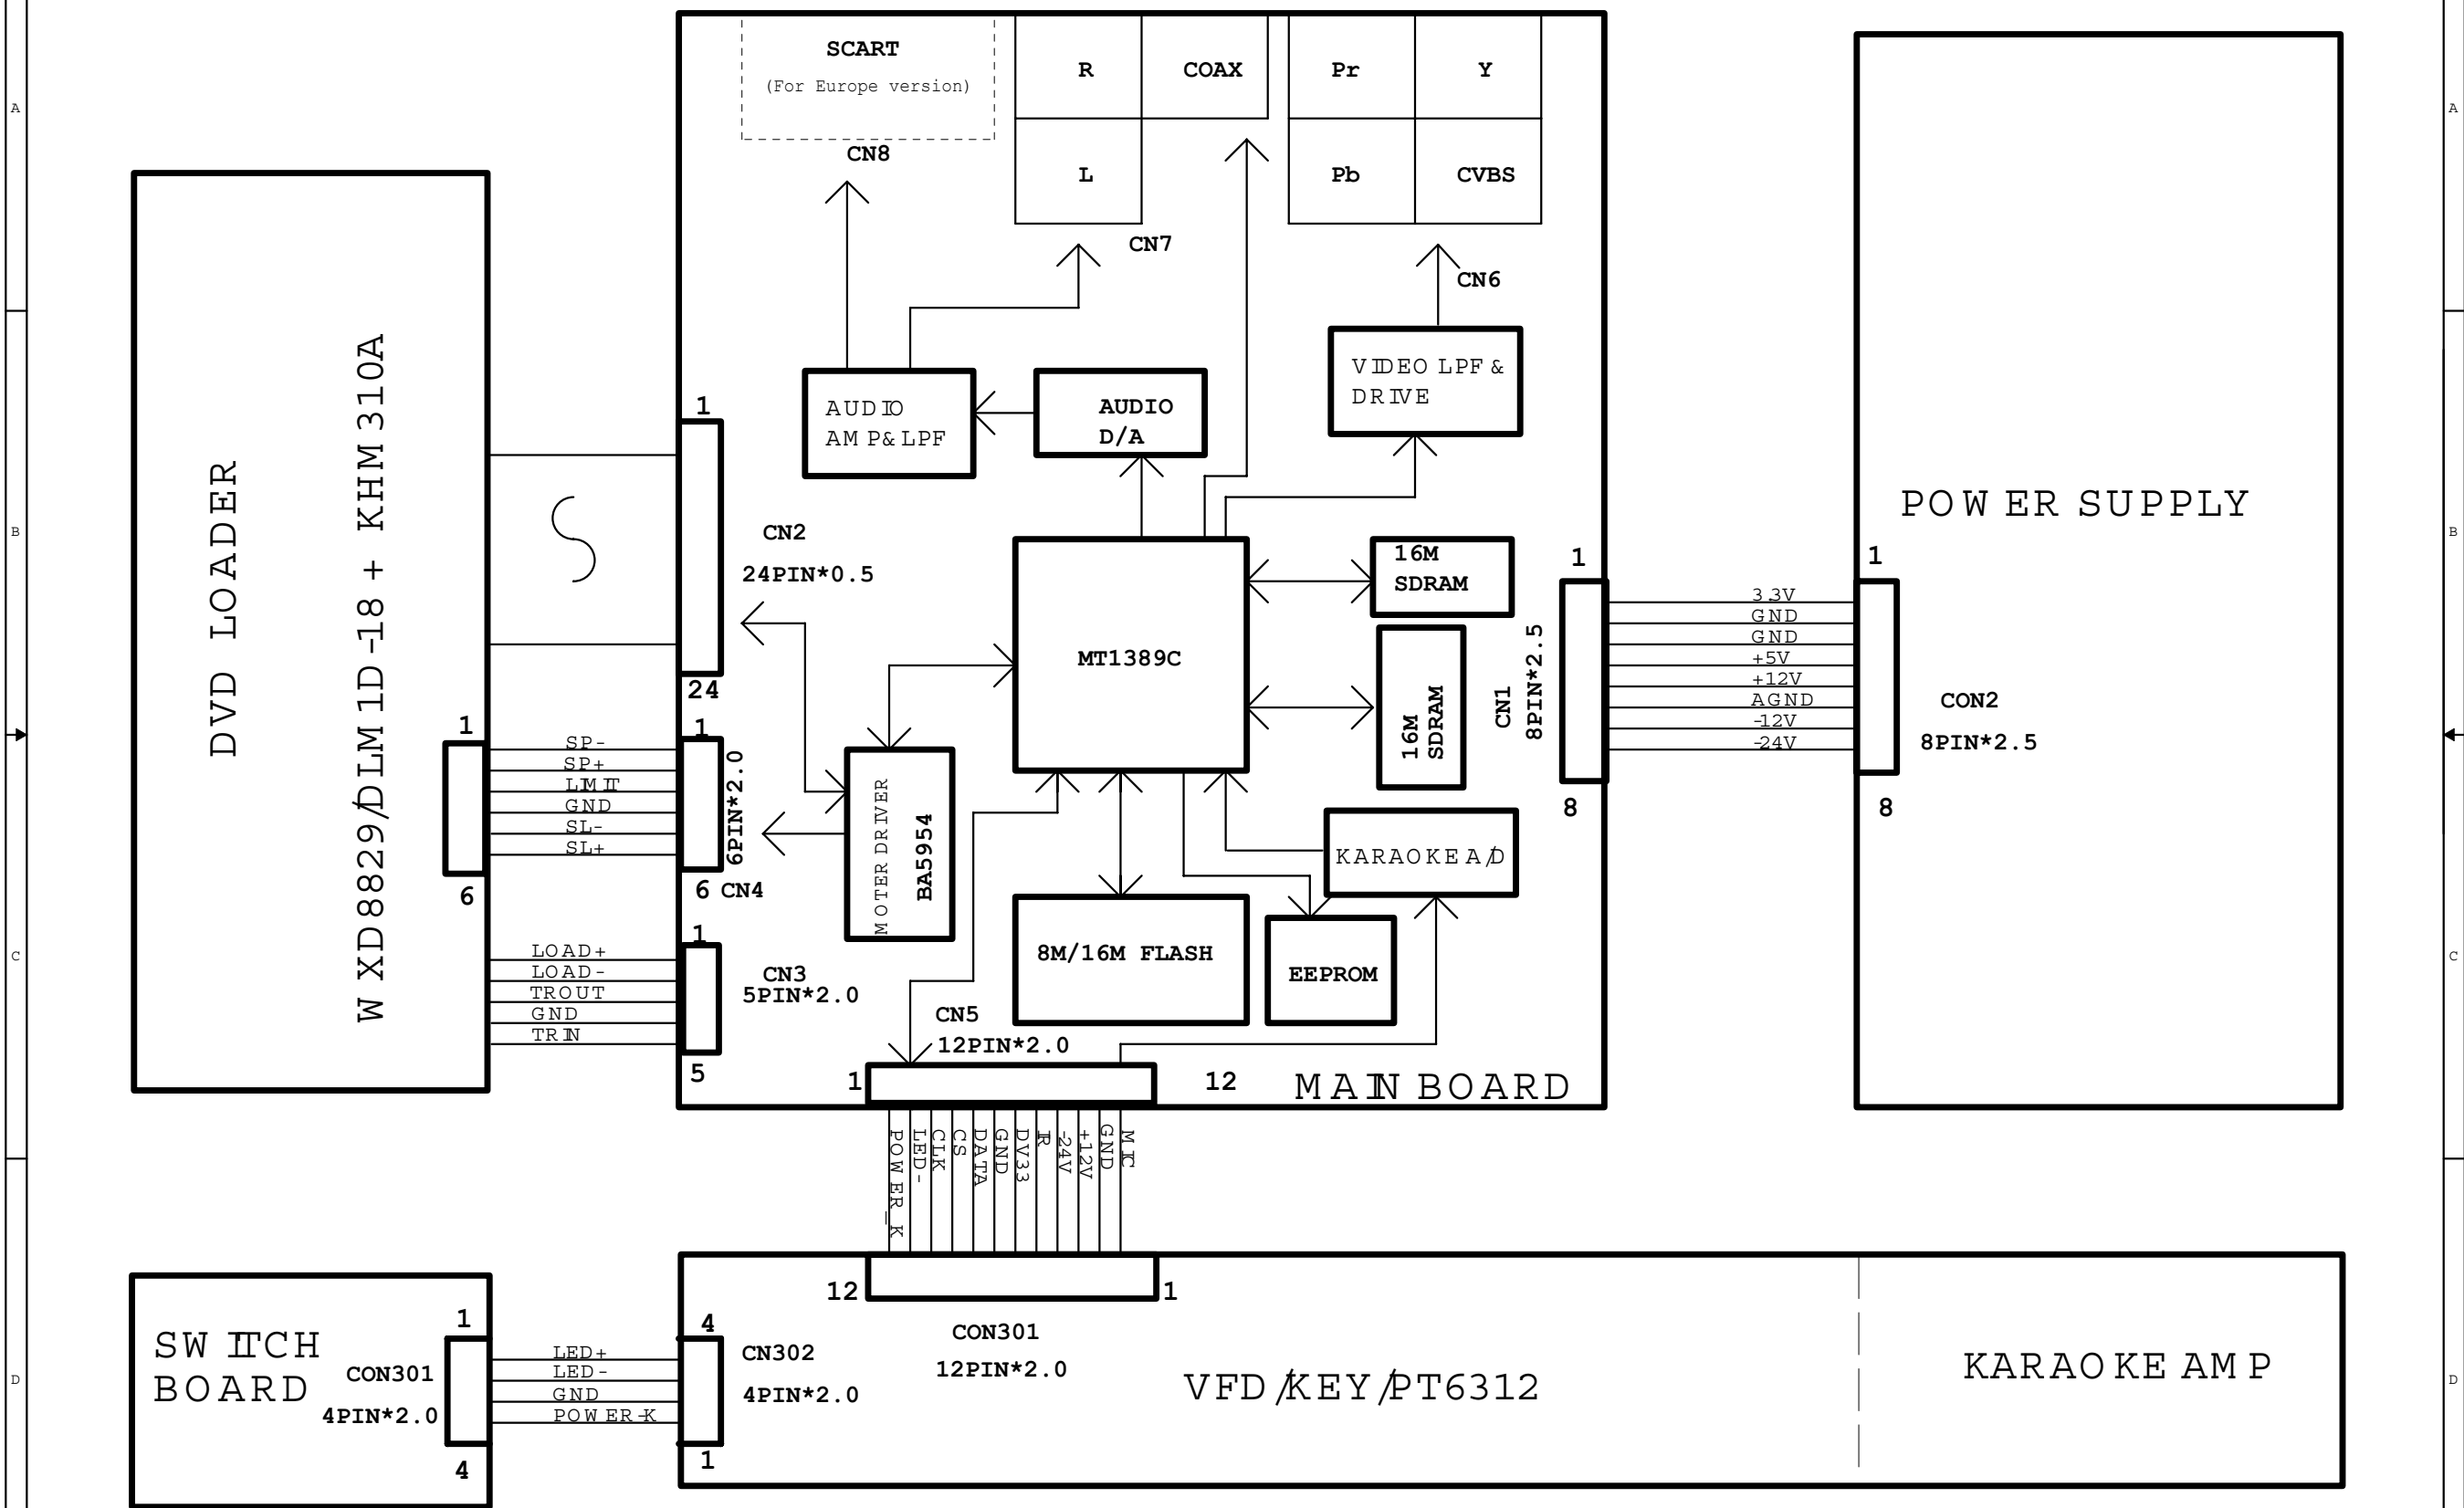 SCART
(For Europe version)
R
COAX
Pr
Y
A
A
CN8
L
Pb
CVBS
CN7
CN6
DVD LOADER
WXD8829/DLM1D-18 + KHM310A
VIDEO LPF &
DRIVE
AUDIO
AMP&LPF
AUDIO
D/A
1
B
B
CN2
24PIN*0.5
24
POWER SUPPLY
16M
SDRAM
MT1389C
16M
SDRAM
1
CN1
8PIN*2.5
8
3.3V
GND
GND
+5V
+12V
AGND
-12V
-24V
1
CON2
8PIN*2.5
8
1
SP-
SP+
LIMIT
GND
SL-
SL+
6
1
6PIN*2.0
6 CN4
MOTER DRIVER
BA5954
KARAOKE A/D
8M/16M FLASH
EEPROM
C
C
LOAD+
LOAD-
TROUT
GND
TRIN
1
CN3
5PIN*2.0
5
CN5
12PIN*2.0
1
12
MAIN BOARD
POWER_K
LED-
CLK
CS
DATA
GND
DV33
IR
-24V
+12V
GND
MIC
12
1
CON301
12PIN*2.0
SWITCH
BOARD
1
CON301
4PIN*2.0
4
LED+
LED-
GND
POWER-K
4
CN302
4PIN*2.0
1
VFD/KEY/PT6312
KARAOKE AMP
D
D